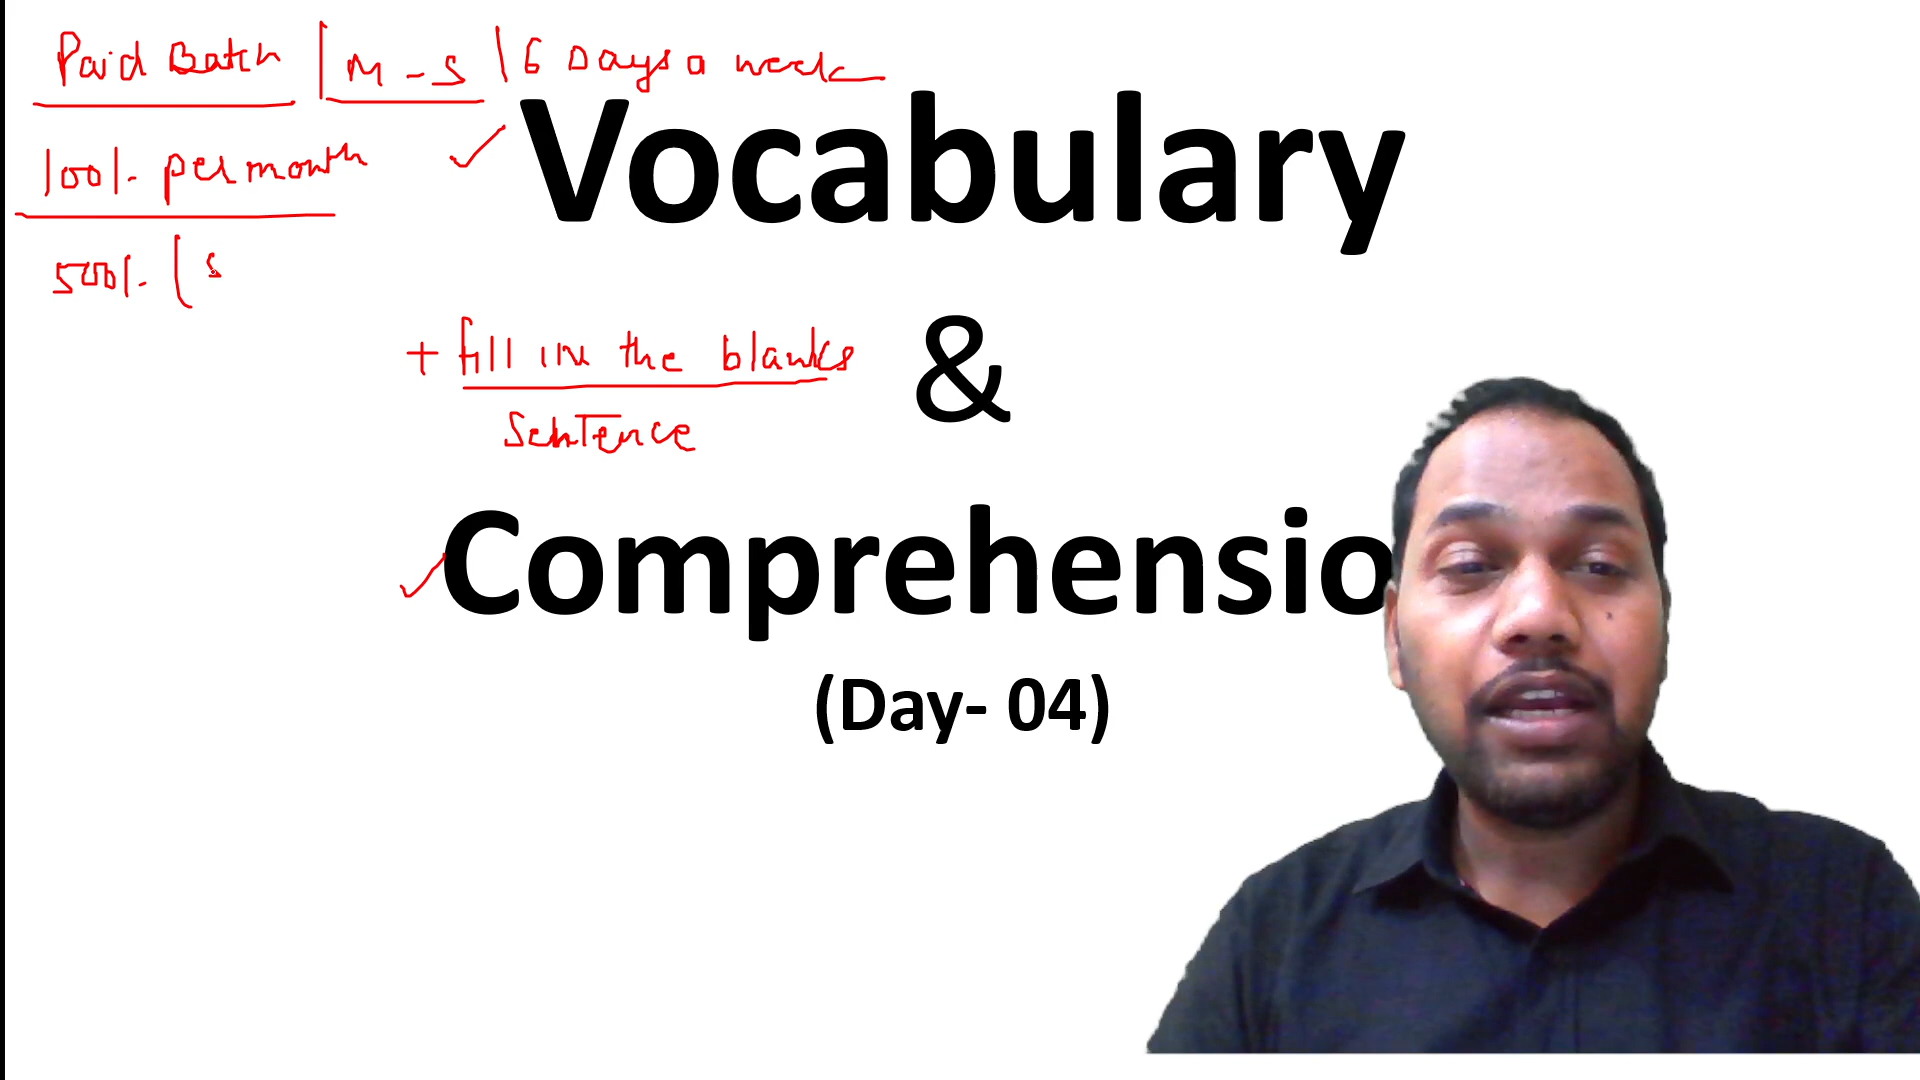 Paid Batch | M - S | 6 Days a week
100/- per month
Vocabulary
500/- ( s
&
+ fill in the blanks
Sentence
Comprehensio
(Day- 04)